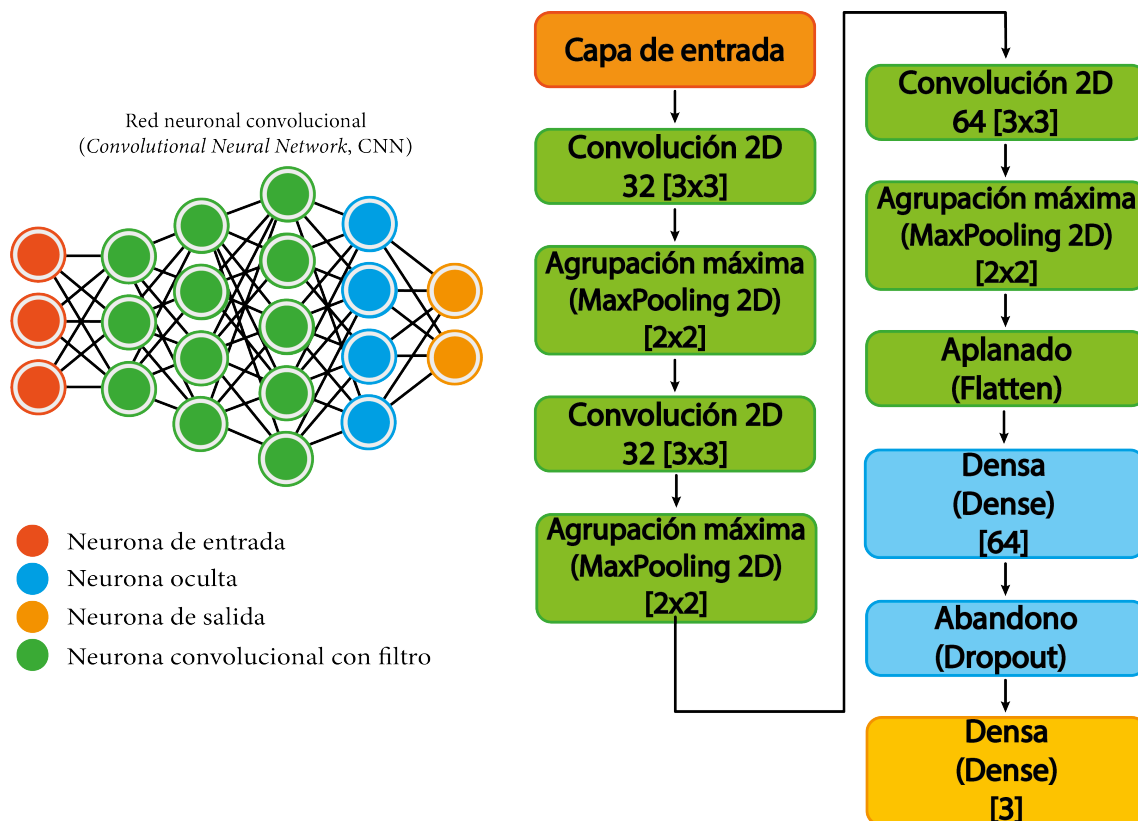 Red neuronal convolucional
(Convolutional Neural Network, CNN)
Neurona de entrada
Neurona oculta
Neurona de salida
Neurona convolucional con filtro
Capa de entrada
Convolución 2D
32 [3x3]
Agrupación máxima
(MaxPooling 2D)
[2x2]
Convolución 2D
32 [3x3]
Agrupación máxima
(MaxPooling 2D)
[2x2]
Convolución 2D
64 [3x3]
Agrupación máxima
(MaxPooling 2D)
[2x2]
Aplanado
(Flatten)
Densa
(Dense)
[64]
Abandono
(Dropout)
Densa
(Dense)
[3]